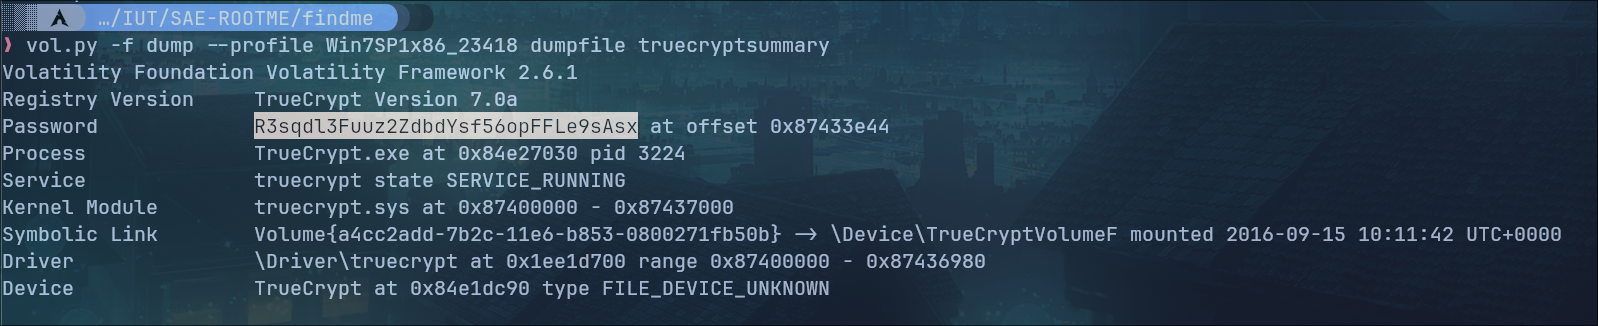 …/IUT/SAE-ROOTME/findme
❯ vol.py -f dump --profile Win7SP1x86_23418 dumpfile truecryptsummary
Volatility Foundation Volatility Framework 2.6.1
Registry Version     TrueCrypt Version 7.0a
Password             R3sqdl3Fuuz2ZdbdYsf56opFFLe9sAsx at offset 0x87433e44
Process              TrueCrypt.exe at 0x84e27030 pid 3224
Service              truecrypt state SERVICE_RUNNING
Kernel Module        truecrypt.sys at 0x87400000 - 0x87437000
Symbolic Link        Volume{a4cc2add-7b2c-11e6-b853-0800271fb50b} -> \Device\TrueCryptVolumeF mounted 2016-09-15 10:11:42 UTC+0000
Driver               \Driver\truecrypt at 0x1ee1d700 range 0x87400000 - 0x87436980
Device               TrueCrypt at 0x84e1dc90 type FILE_DEVICE_UNKNOWN